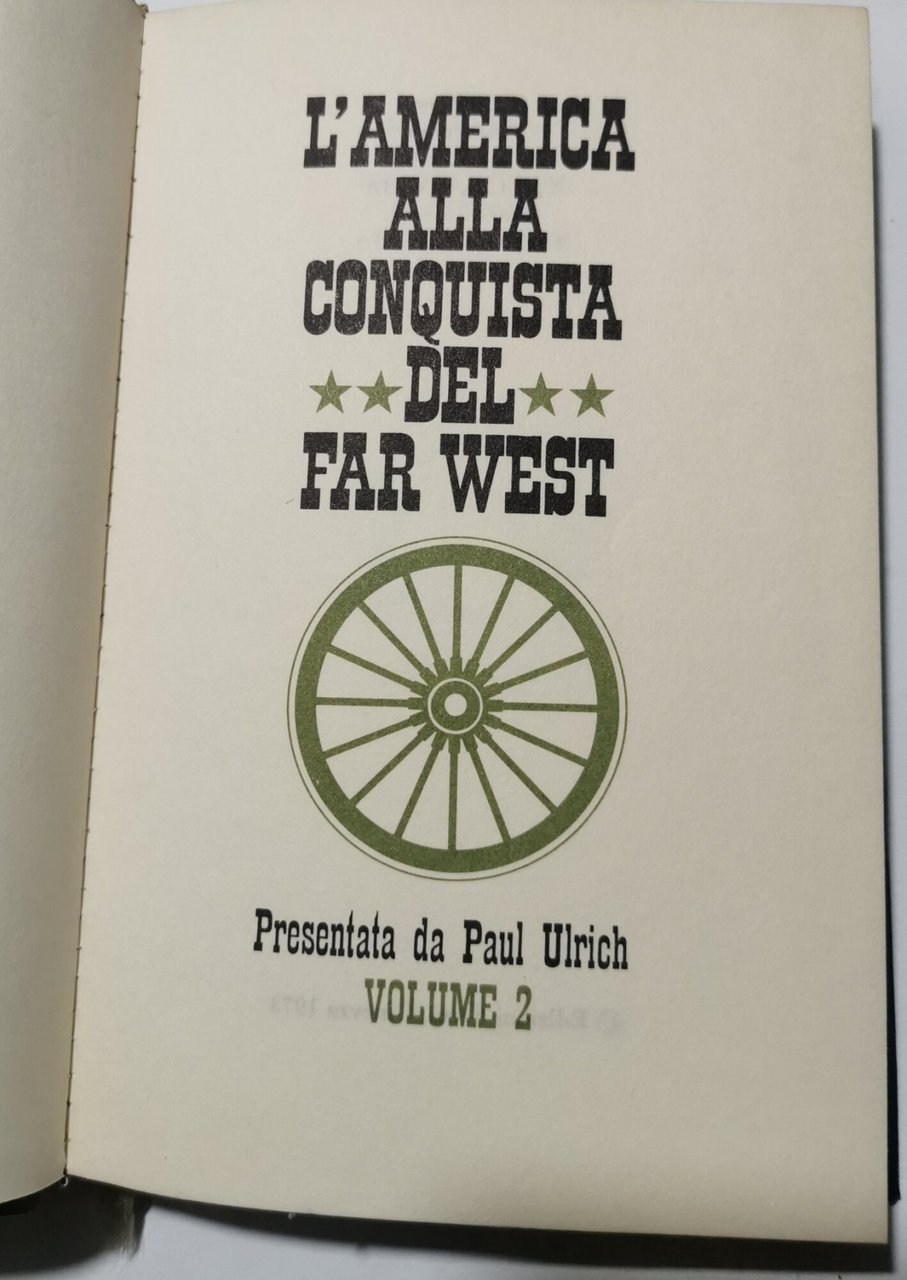 L'AMERICA
ALLA
CONQUISTA
DEL
FAR WEST
Presentata da Paul Ulrich
VOLUME 2